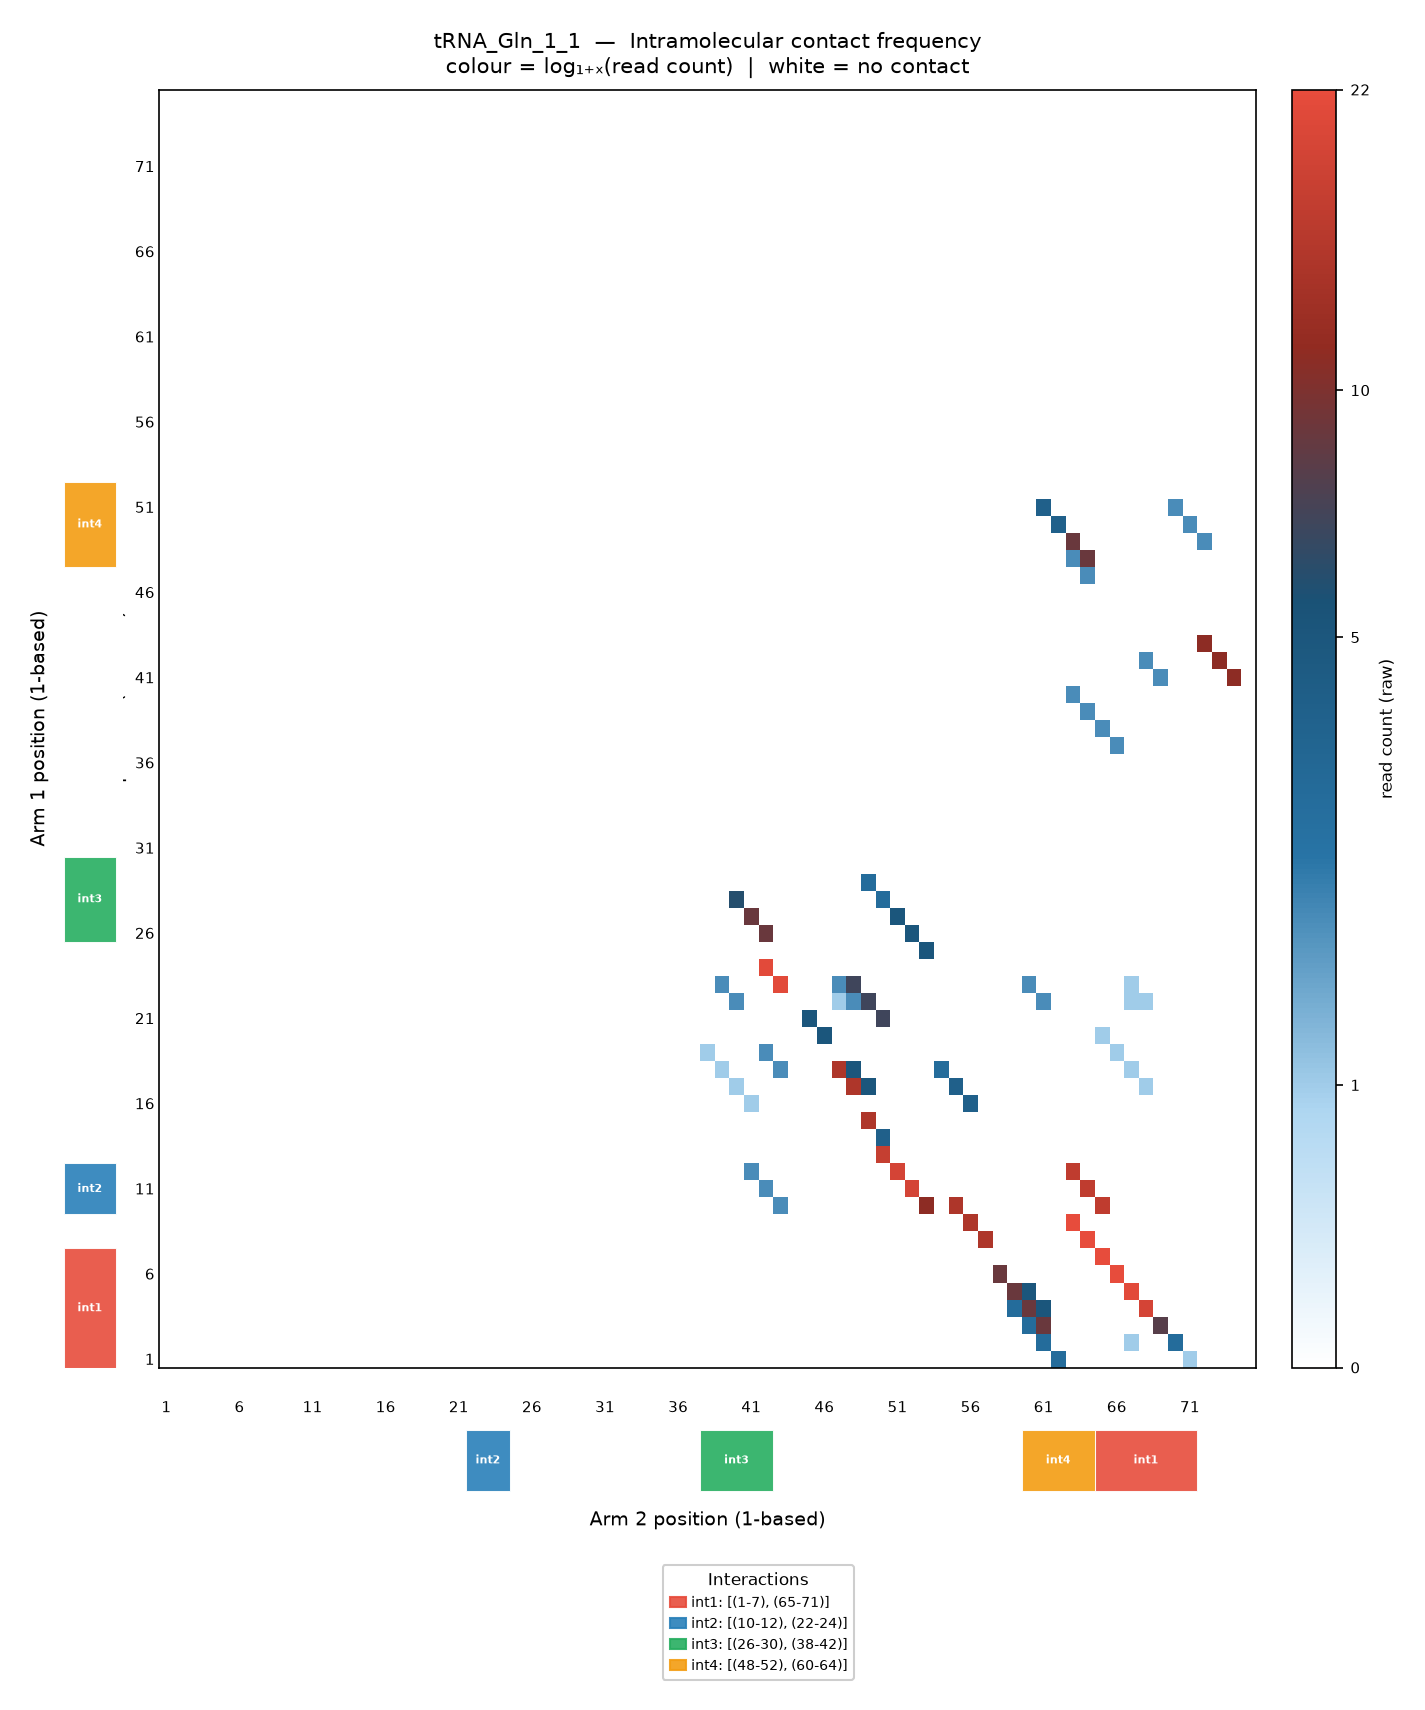 tRNA_Gln_1_1 — Intramolecular contact frequency
colour = log₁₊ₓ(read count) | white = no contact
22
10
5
1
0
read count (raw)
71
66
61
56
51
46
41
36
31
26
21
16
11
6
1
Arm 1 position (1-based)
int4
int3
int2
int1
1 6 11 16 21 26 31 36 41 46 51 56 61 66 71
int2 int3 int4 int1
Arm 2 position (1-based)
Interactions
int1: [(1-7), (65-71)]
int2: [(10-12), (22-24)]
int3: [(26-30), (38-42)]
int4: [(48-52), (60-64)]